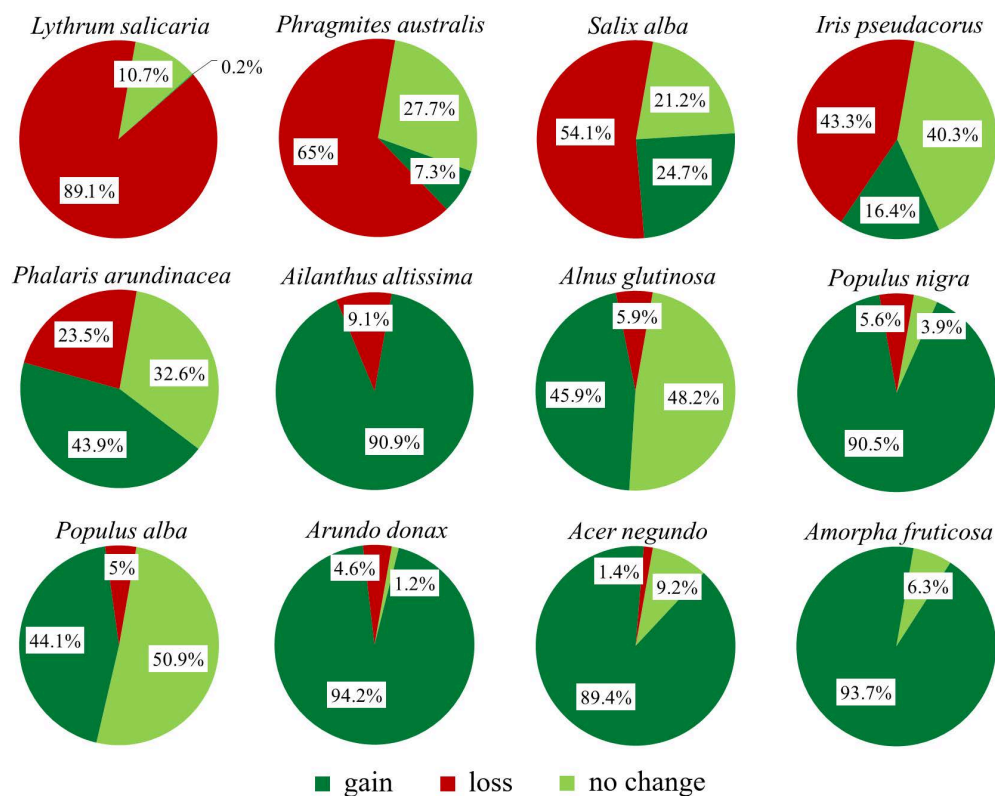 Lythrum salicaria
10.7%
0.2%
89.1%
Phragmites australis
27.7%
65%
7.3%
Salix alba
21.2%
54.1%
24.7%
Iris pseudacorus
43.3%
40.3%
16.4%
Phalaris arundinacea
23.5%
32.6%
43.9%
Ailanthus altissima
9.1%
90.9%
Alnus glutinosa
5.9%
45.9%
48.2%
Populus nigra
5.6%
3.9%
90.5%
Populus alba
5%
44.1%
50.9%
Arundo donax
4.6%
1.2%
94.2%
Acer negundo
1.4%
9.2%
89.4%
Amorpha fruticosa
6.3%
93.7%
gain
loss
no change